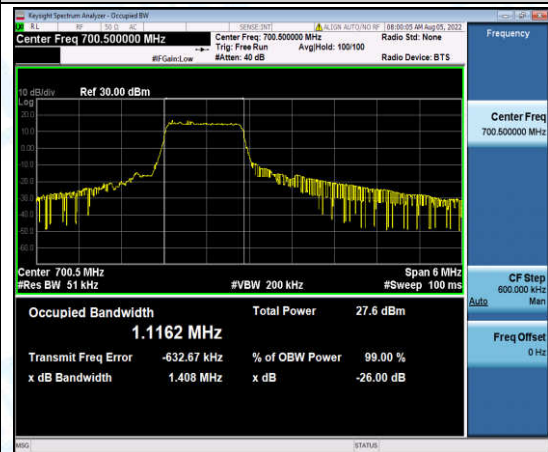 Keysight Spectrum Analyzer - Occupied BW
RL RF 50 Ω AC SENSE:INT ALIGN AUTO/NO RF 08:00:05 AM Aug 05, 2022
Center Freq 700.500000 MHz
Center Freq: 700.500000 MHz Radio Std: None
Trig: Free Run Avg|Hold: 100/100
#IFGain:Low #Atten: 40 dB Radio Device: BTS
Frequency
10 dB/div Ref 30.00 dBm
Log
20.0
10.0
0.00
-10.0
-20.0
-30.0
-40.0
-50.0
-60.0
Center Freq
700.500000 MHz
Center 700.5 MHz Span 6 MHz
#Res BW 51 kHz #VBW 200 kHz #Sweep 100 ms
CF Step
600.000 kHz
Auto Man
Occupied Bandwidth Total Power 27.6 dBm
1.1162 MHz
Transmit Freq Error -632.67 kHz % of OBW Power 99.00 %
x dB Bandwidth 1.408 MHz x dB -26.00 dB
Freq Offset
0 Hz
MSG STATUS